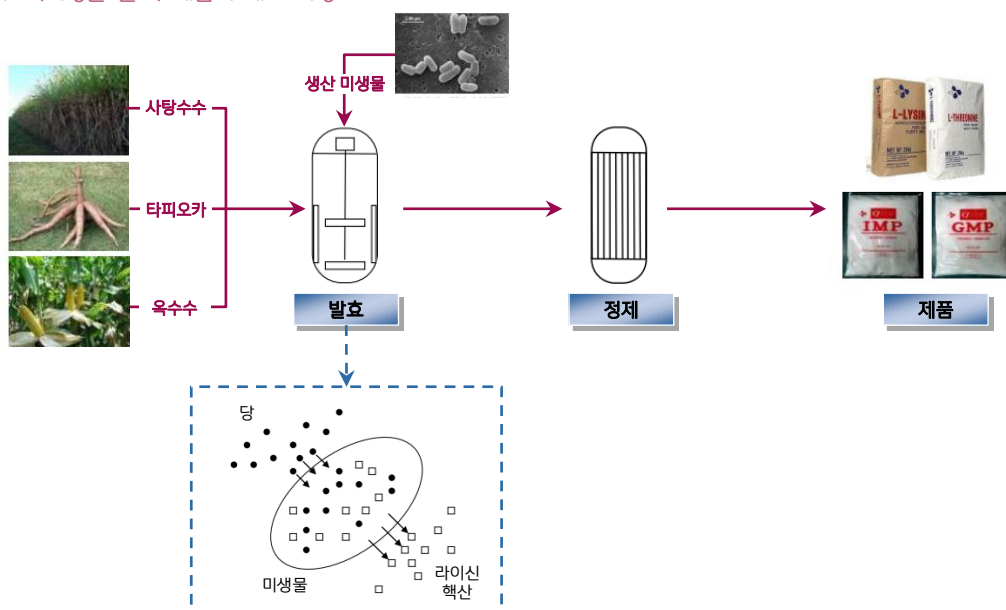 생산 미생물
사탕수수
타피오카
옥수수
L-LYSINE
L-THREONINE
IMP
GMP
발효
정제
제품
당
미생물
라이신
핵산